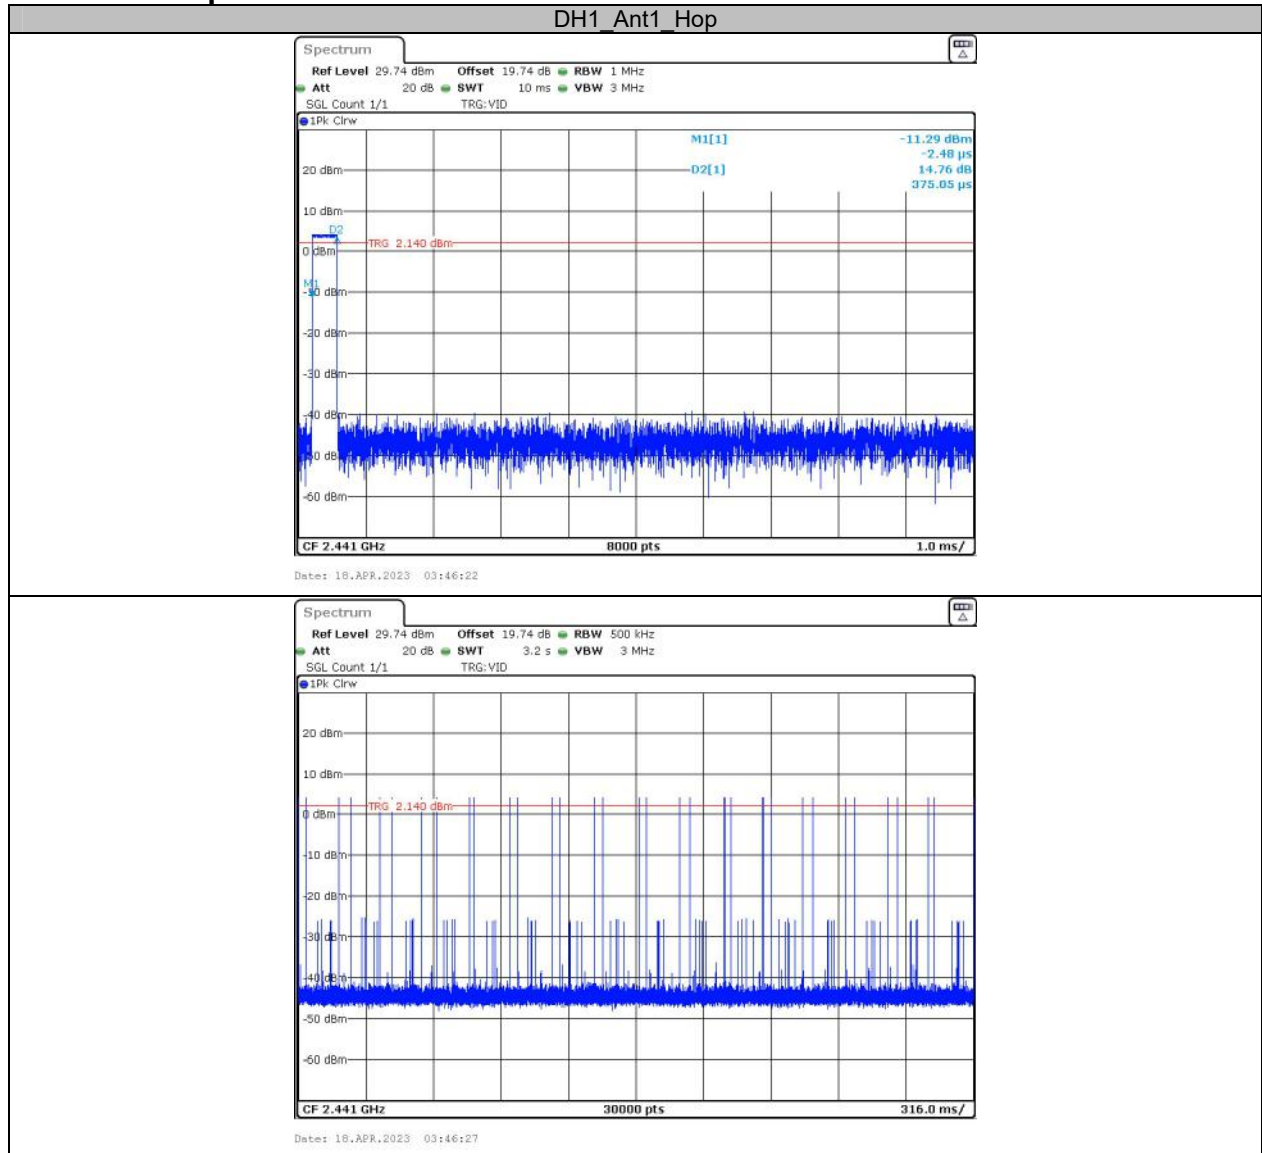 DH1_Ant1_Hop
Spectrum
Ref Level 29.74 dBm Offset 19.74 dB RBW 1 MHz
Att 20 dB SWT 10 ms VBW 3 MHz
SGL Count 1/1 TRG:VID
1Pk Clrw
M1[1] -11.29 dBm
-2.48 µs
20 dBm D2[1] 14.76 dB
375.05 µs
10 dBm
D2
TRG 2.140 dBm
0 dBm
M1
-10 dBm
-20 dBm
-30 dBm
-40 dBm
-50 dBm
-60 dBm
CF 2.441 GHz 8000 pts 1.0 ms/
Date: 18.APR.2023 03:46:22
Spectrum
Ref Level 29.74 dBm Offset 19.74 dB RBW 500 kHz
Att 20 dB SWT 3.2 s VBW 3 MHz
SGL Count 1/1 TRG:VID
1Pk Clrw
20 dBm
10 dBm
TRG 2.140 dBm
0 dBm
-10 dBm
-20 dBm
-30 dBm
-40 dBm
-50 dBm
-60 dBm
CF 2.441 GHz 30000 pts 316.0 ms/
Date: 18.APR.2023 03:46:27